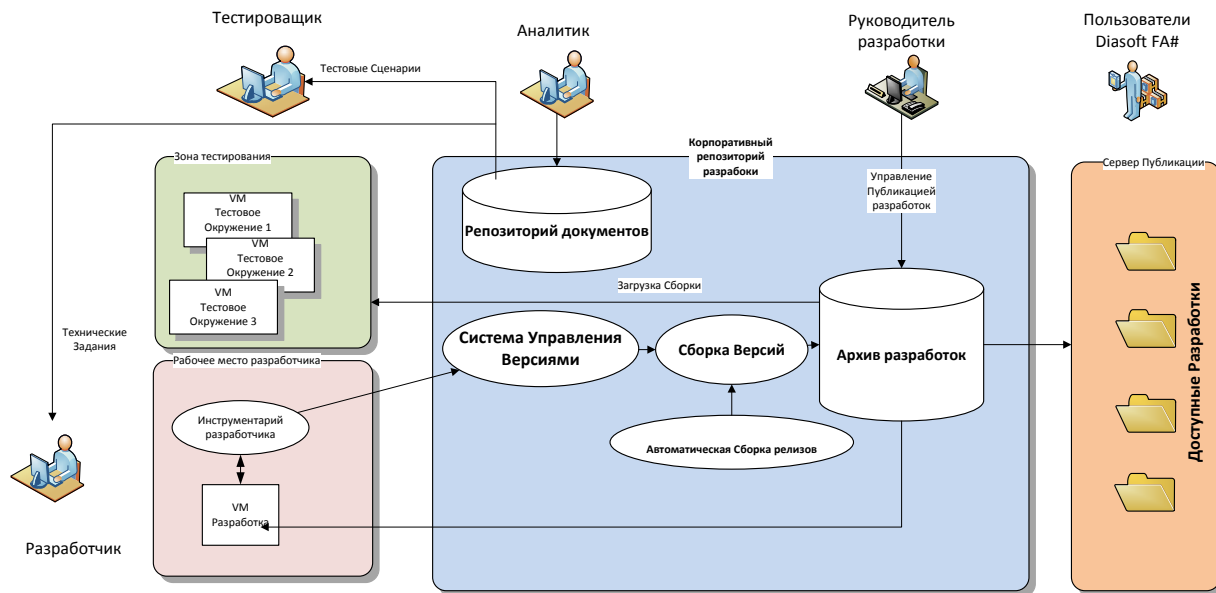 Тестироващик
Аналитик
Руководитель
разработки
Пользователи
Diasoft FA#
Тестовые Сценарии
Зона тестирования
VM
Тестовое
Окружение 1
VM
Тестовое
Окружение 2
VM
Тестовое
Окружение 3
Корпоративный
репозиторий
разрабоки
Репозиторий документов
Управление
Публикацией
разработок
Сервер Публикации
Доступные Разработки
Загрузка Сборки
Технические
Задания
Система Управления
Версиями
Сборка Версий
Архив разработок
Автоматическая Сборка релизов
Рабочее место разработчика
Инструментарий
разработчика
VM
Разработка
Разработчик